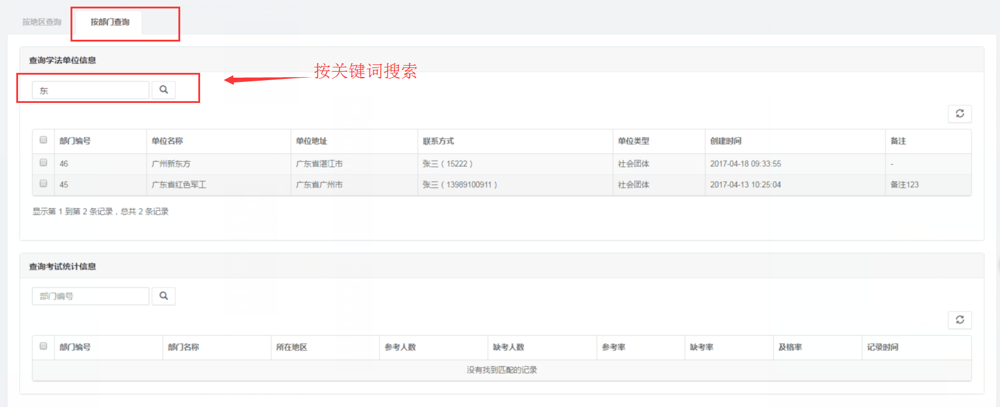 按地区查询 按部门查询
查询学法单位信息
按关键词搜索
东
部门编号 单位名称 单位地址 联系方式 单位类型 创建时间 备注
46 广州新东方 广东省湛江市 张三（15222） 社会团体 2017-04-18 09:33:55 -
45 广东省红色军工 广东省广州市 张三（13989100911） 社会团体 2017-04-13 10:25:04 备注123
显示第 1 到第 2 条记录，总共 2 条记录
查询考试统计信息
部门编号
部门编号 部门名称 所在地区 参考人数 缺考人数 参考率 缺考率 及格率 记录时间
没有找到匹配的记录